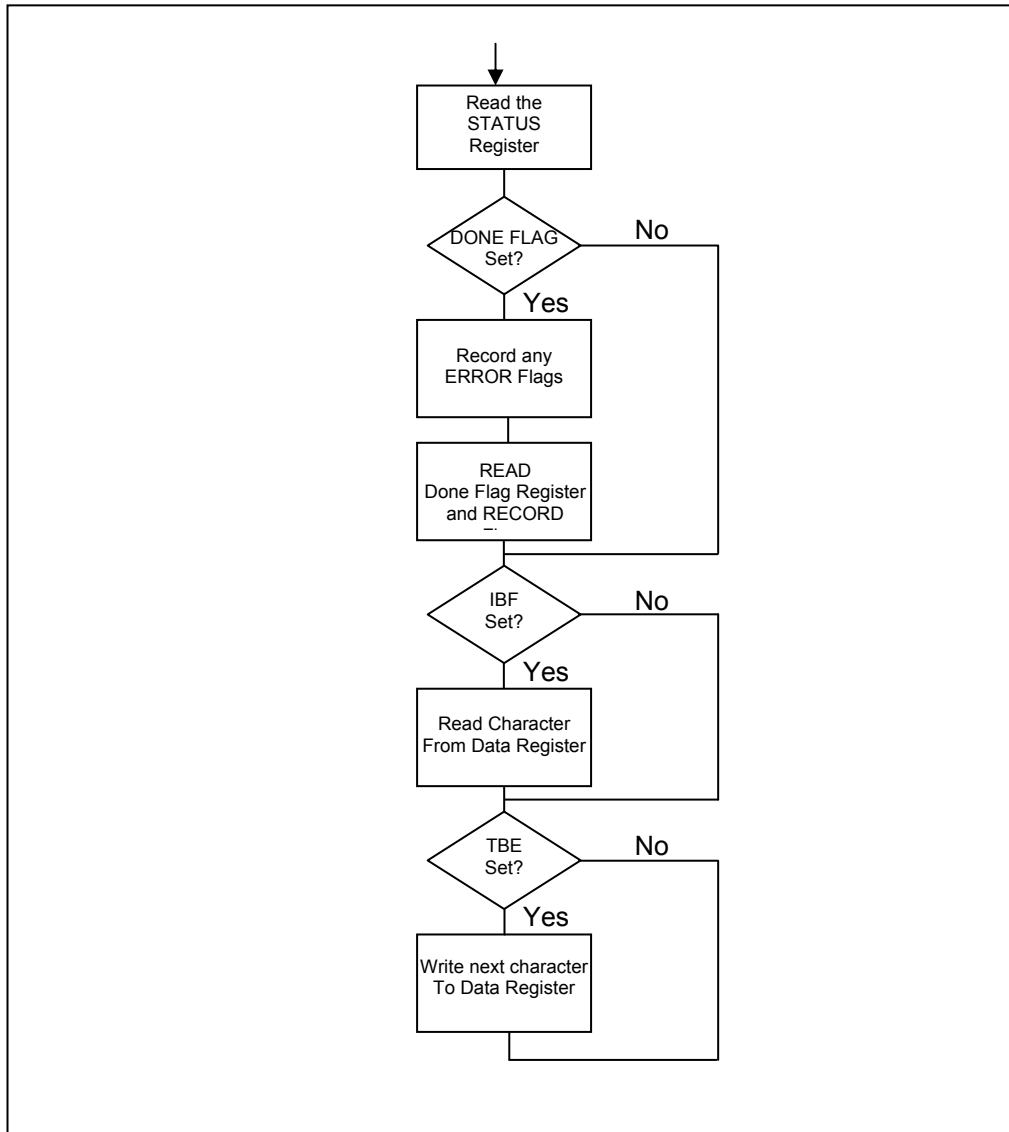 Read the
STATUS
Register
DONE FLAG
Set?
No
Yes
Record any
ERROR Flags
READ
Done Flag Register
and RECORD
IBF
Set?
No
Yes
Read Character
From Data Register
TBE
Set?
No
Yes
Write next character
To Data Register